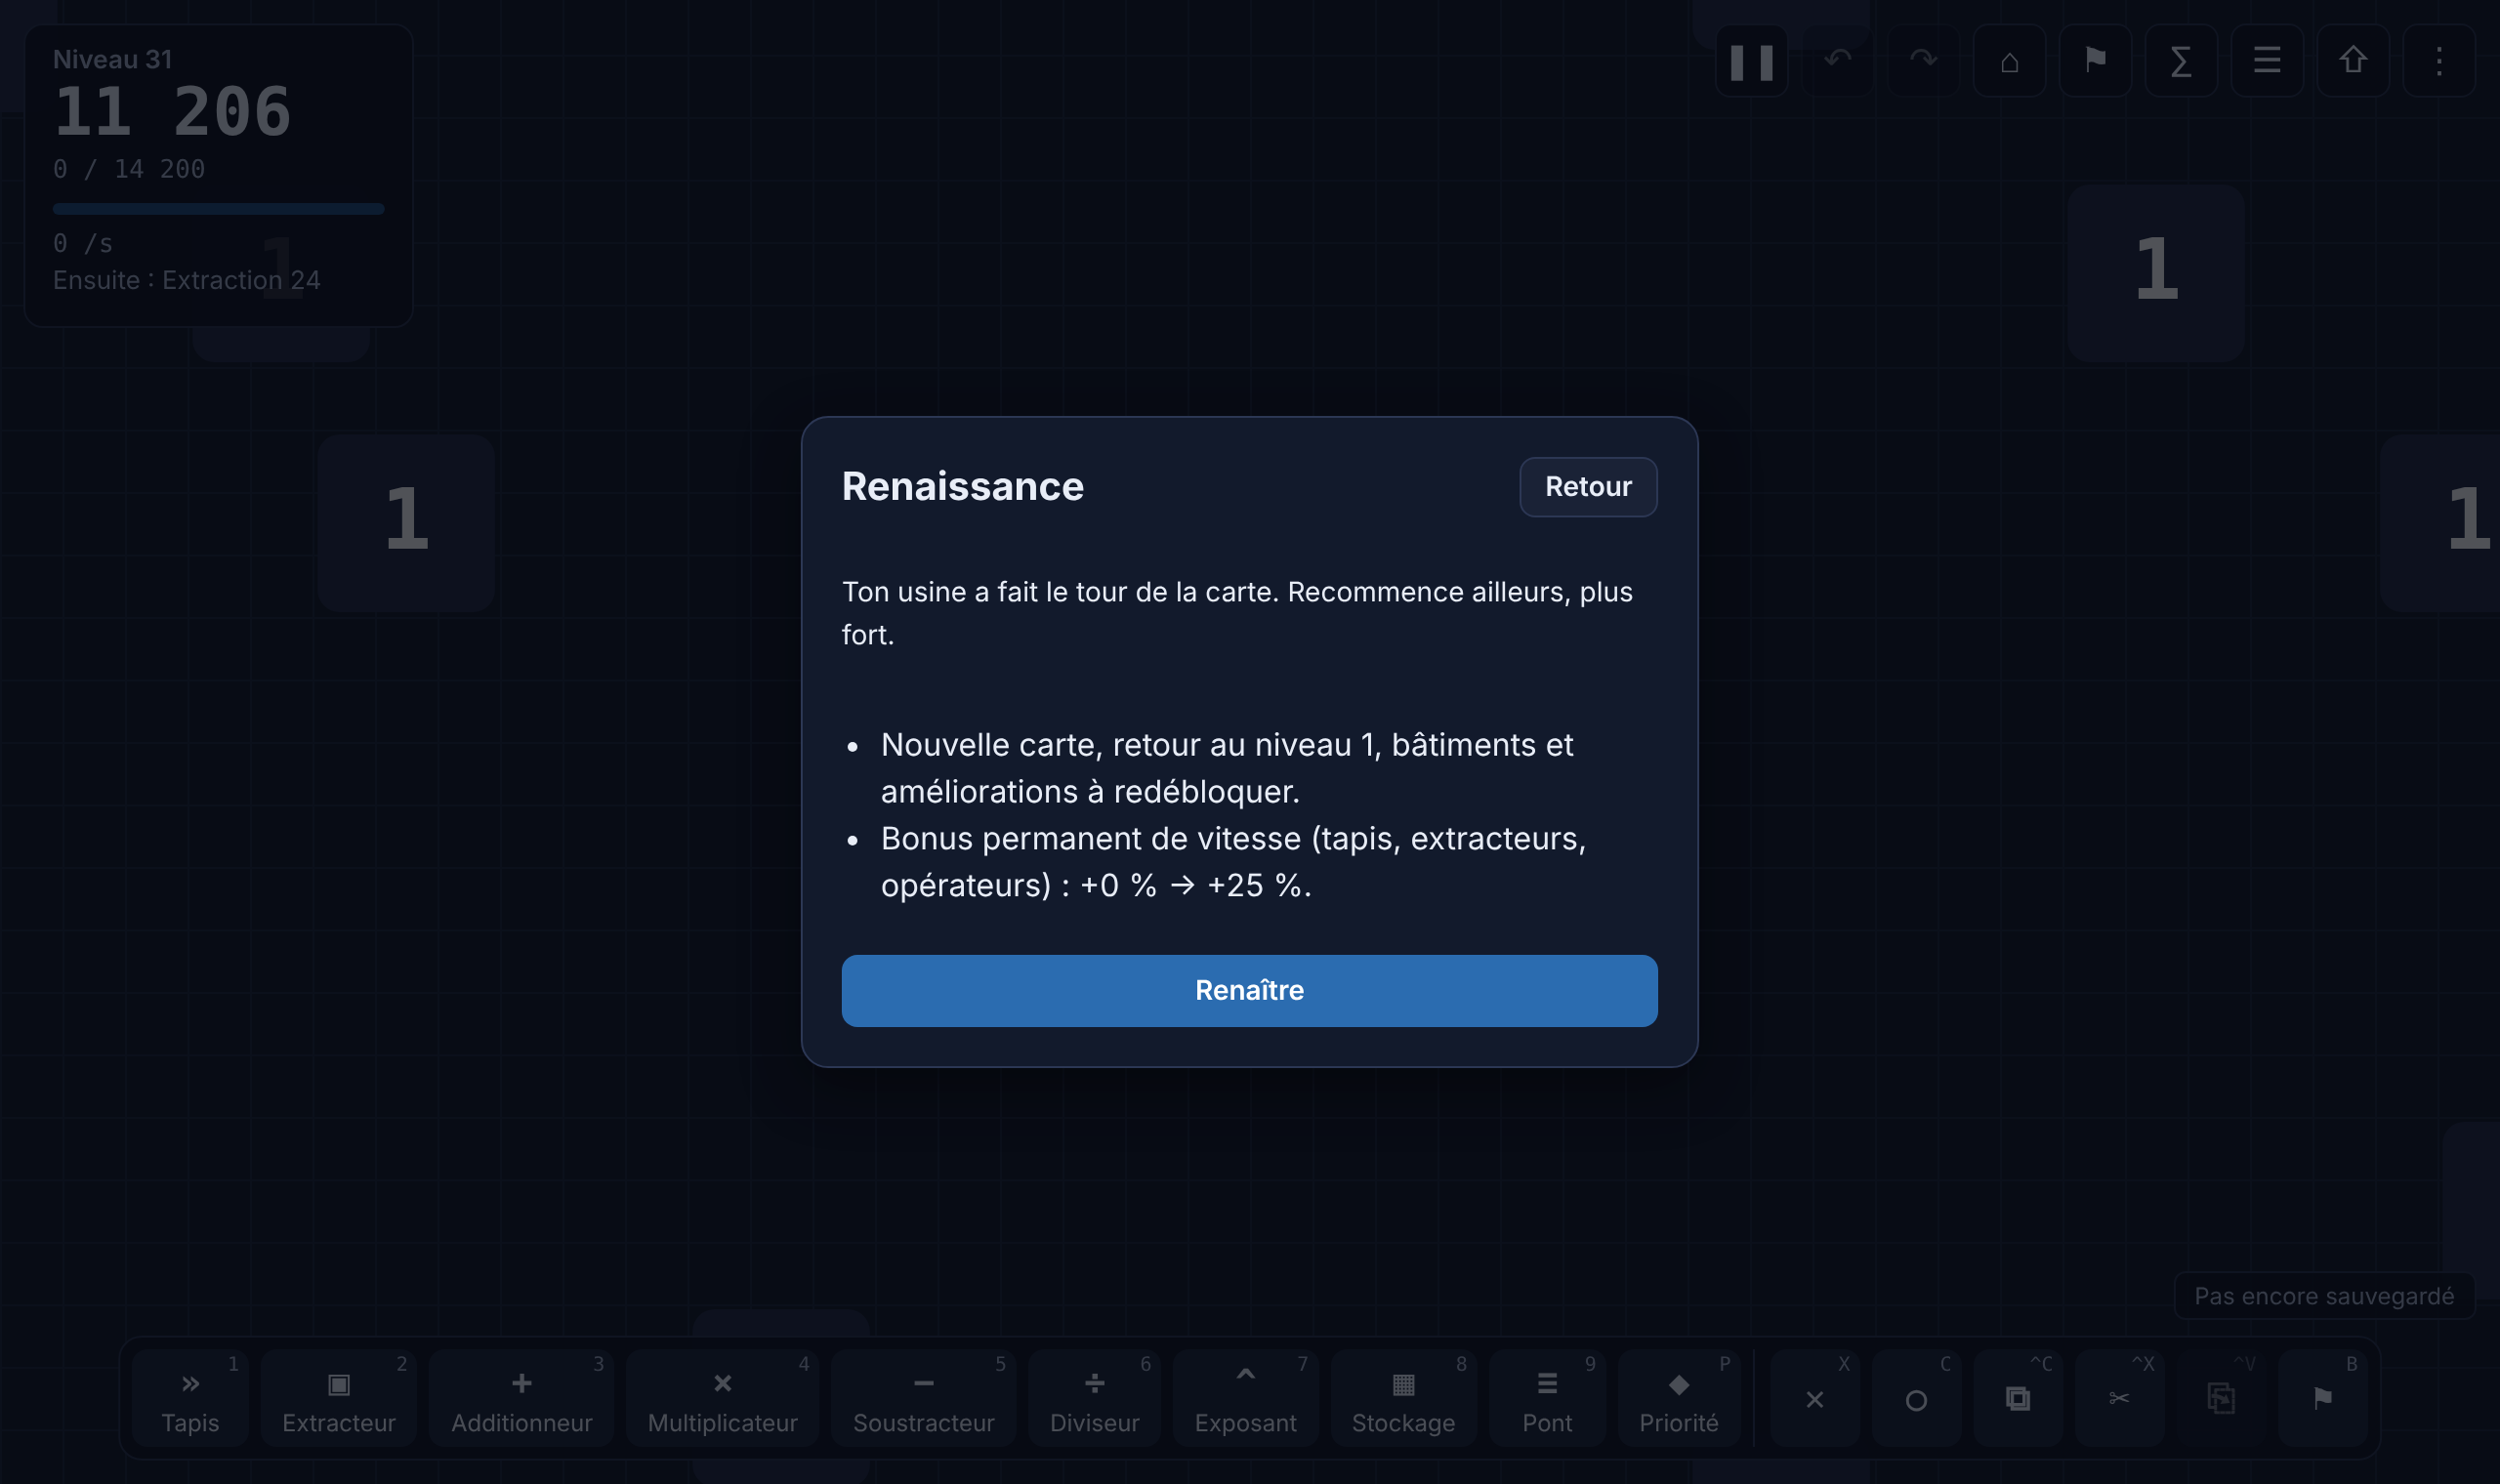 Niveau 31
11 206
0 / 14 200
0 /s
Ensuite : Extraction 24
1
1
1
1
Renaissance
Retour
Ton usine a fait le tour de la carte. Recommence ailleurs, plus
fort.
• Nouvelle carte, retour au niveau 1, bâtiments et
améliorations à redébloquer.
• Bonus permanent de vitesse (tapis, extracteurs,
opérateurs) : +0 % → +25 %.
Renaître
Pas encore sauvegardé
1 2 3 4 5 6 7 8 9 P X C ^C ^X ^V B
Tapis Extracteur Additionneur Multiplicateur Soustracteur Diviseur Exposant Stockage Pont Priorité